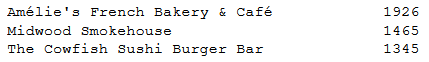 Amélie's French Bakery & Café 1926
Midwood Smokehouse 1465
The Cowfish Sushi Burger Bar 1345